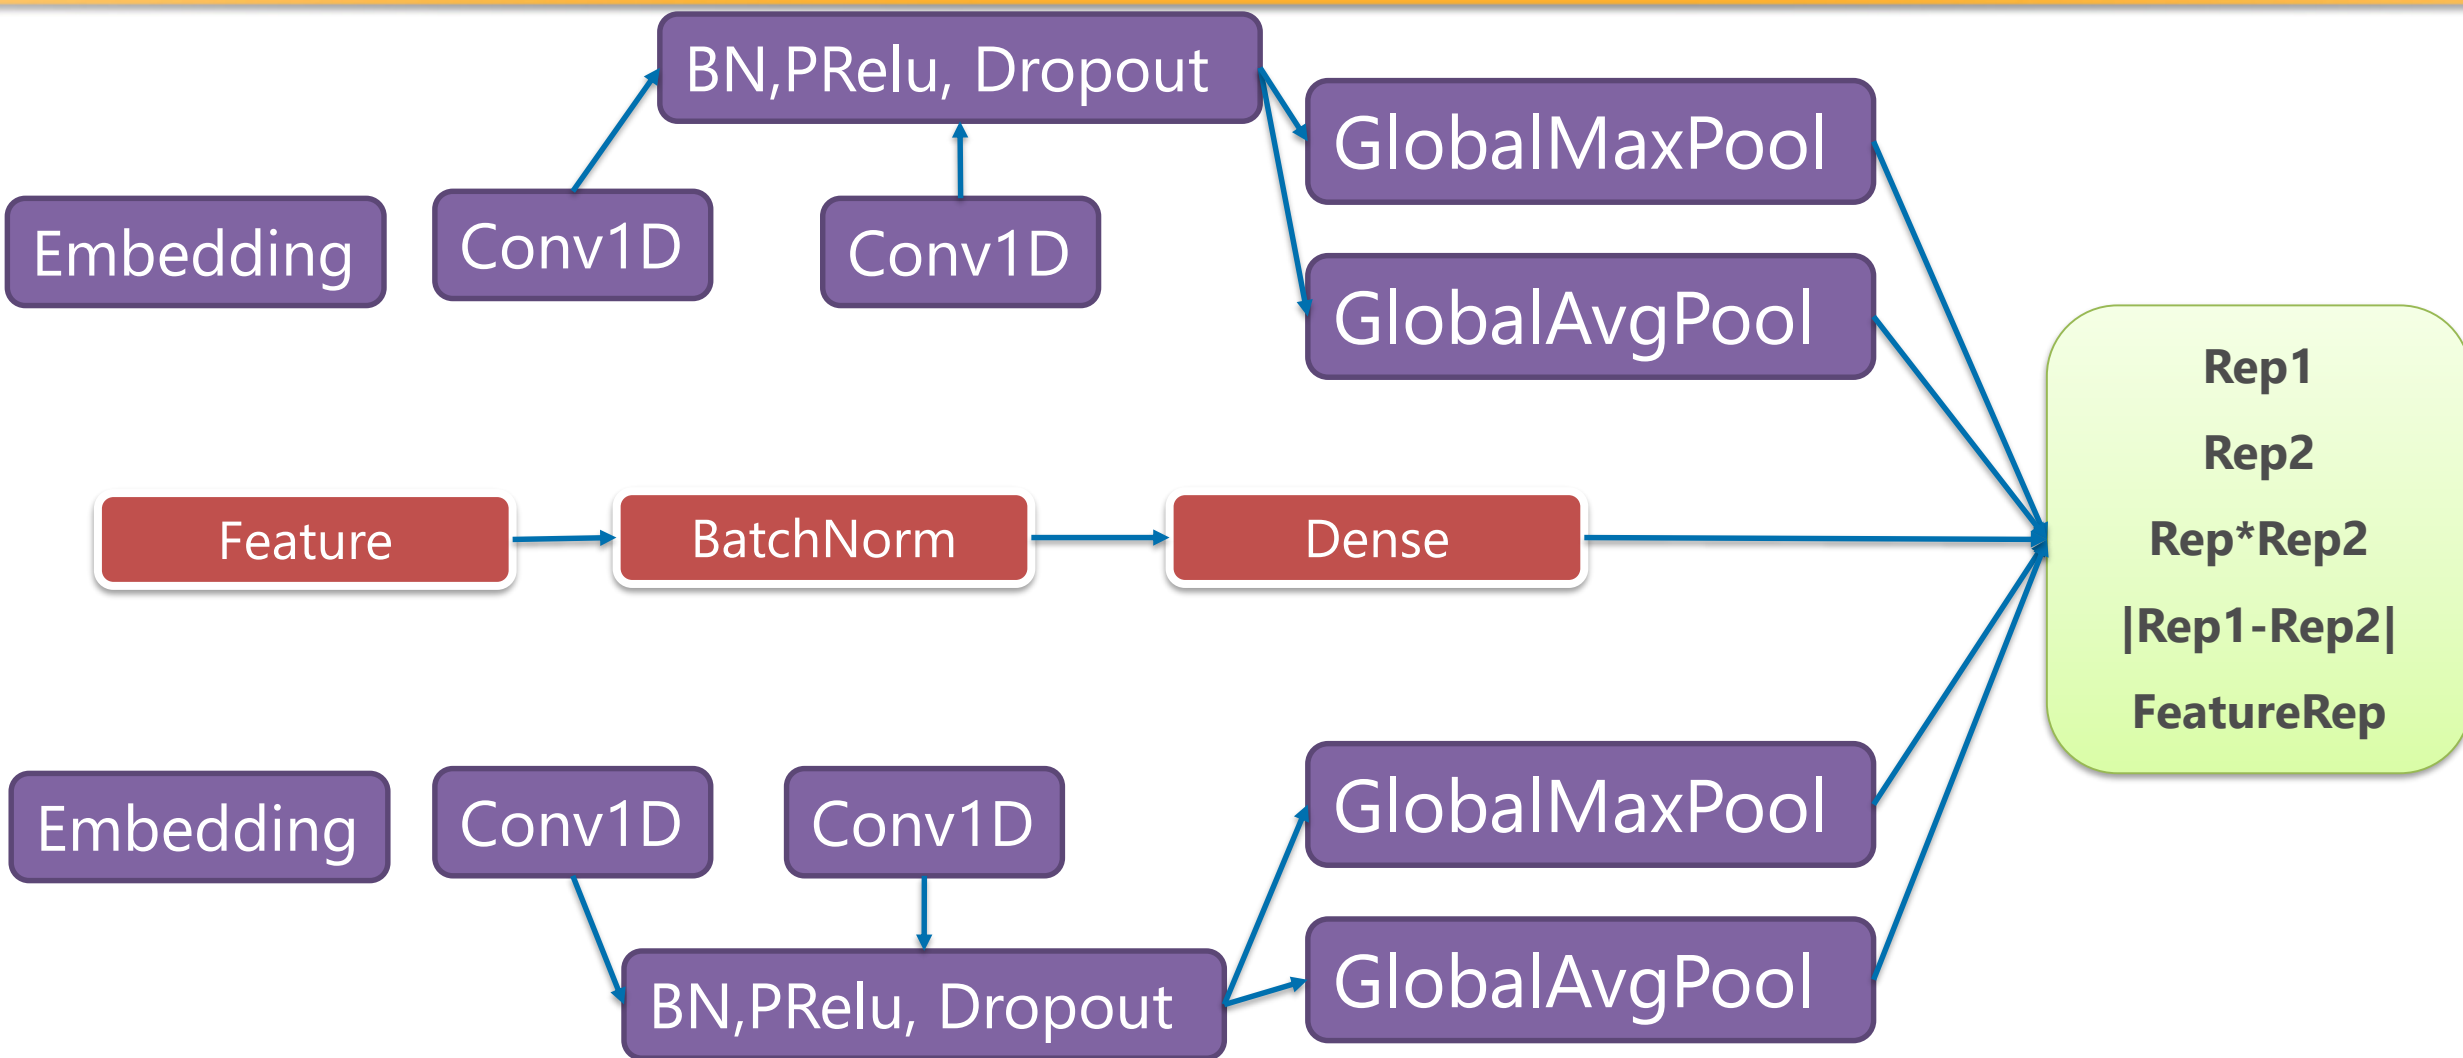 BN,PRelu, Dropout
GlobalMaxPool
Embedding
Conv1D
Conv1D
GlobalAvgPool
Feature
BatchNorm
Dense
Rep1
Rep2
Rep*Rep2
|Rep1-Rep2|
FeatureRep
Embedding
Conv1D
Conv1D
GlobalMaxPool
BN,PRelu, Dropout
GlobalAvgPool